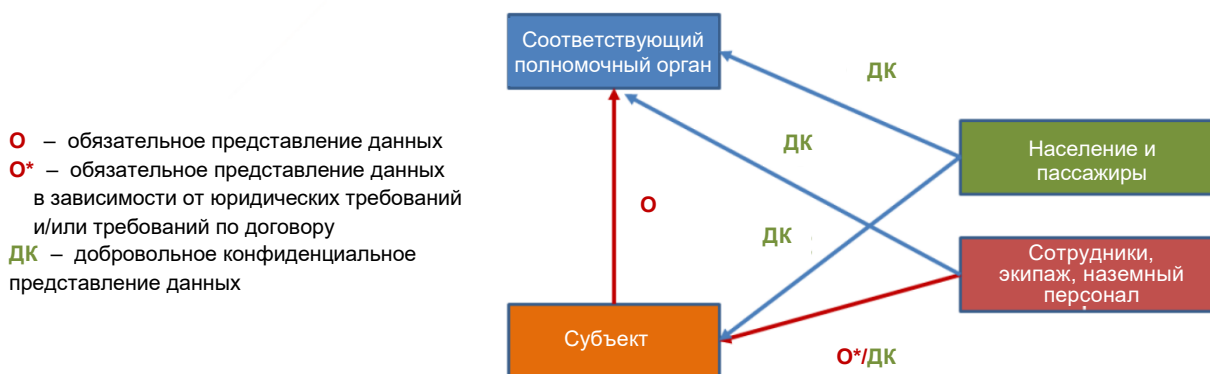 Соответствующий
полномочный орган
ДК
О – обязательное представление данных
О* – обязательное представление данных
в зависимости от юридических требований
и/или требований по договору
ДК – добровольное конфиденциальное
представление данных
ДК
Население и
пассажиры
О
ДК
Сотрудники,
экипаж, наземный
персонал
Субъект
О*/ДК